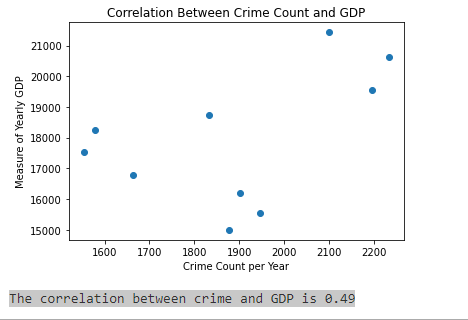 Correlation Between Crime Count and GDP
21000
20000
19000
18000
17000
16000
15000
Measure of Yearly GDP
1600 1700 1800 1900 2000 2100 2200
Crime Count per Year
The correlation between crime and GDP is 0.49